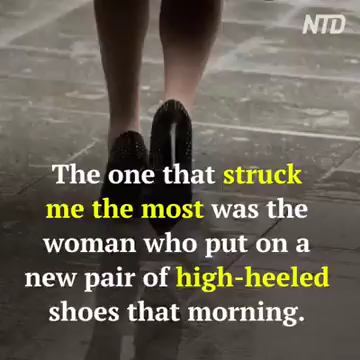 NTD
The one that struck
me the most was the
woman who put on a
new pair of high-heeled
shoes that morning.